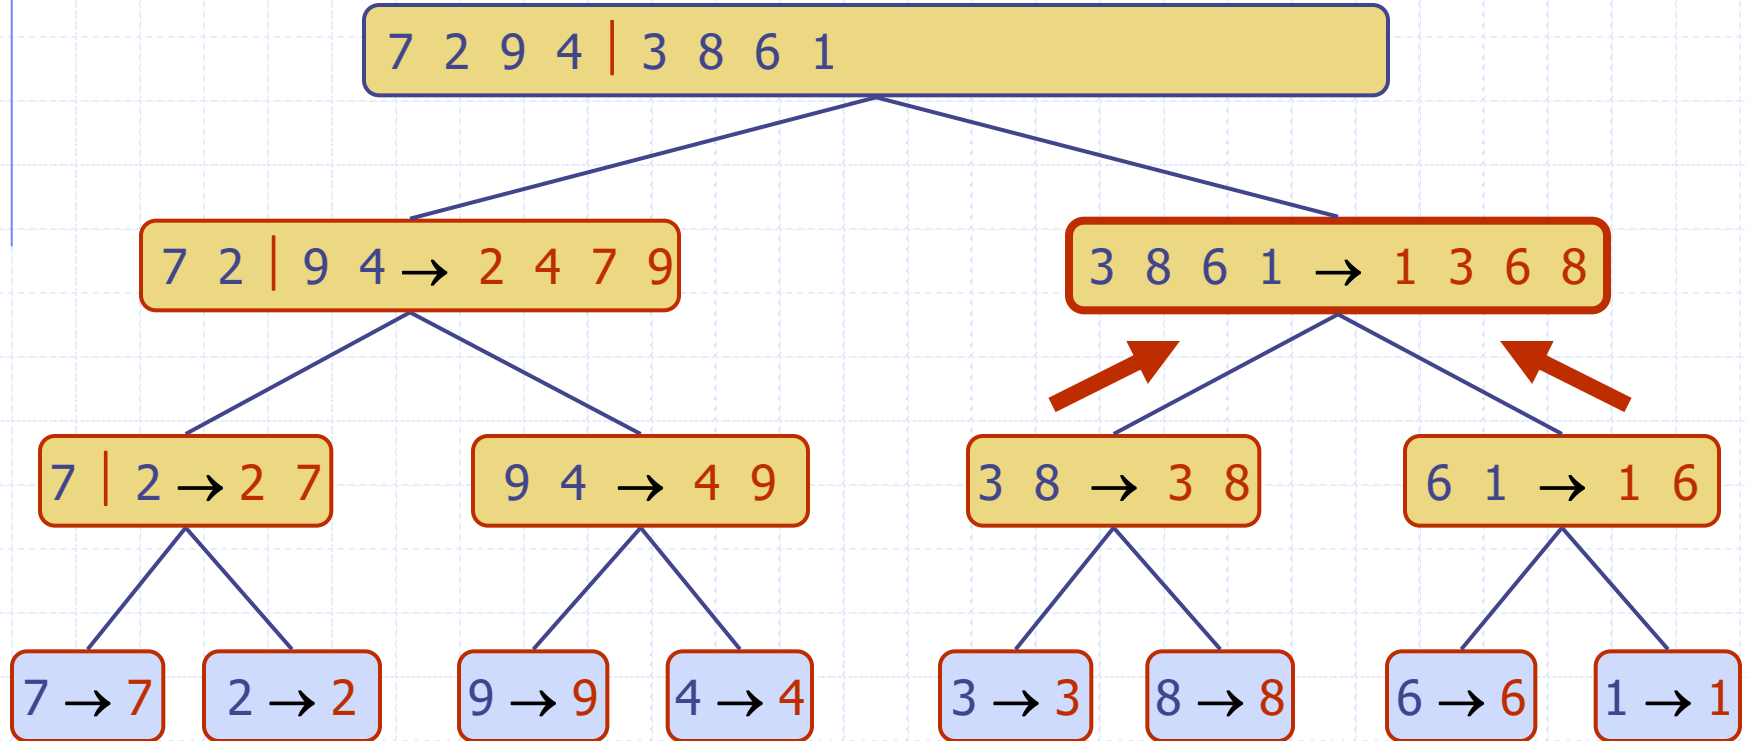 7 2 9 4 | 3 8 6 1
7 2 | 9 4 → 2 4 7 9
3 8 6 1 → 1 3 6 8
7 | 2 → 2 7
9 4 → 4 9
3 8 → 3 8
6 1 → 1 6
7 → 7
2 → 2
9 → 9
4 → 4
3 → 3
8 → 8
6 → 6
1 → 1